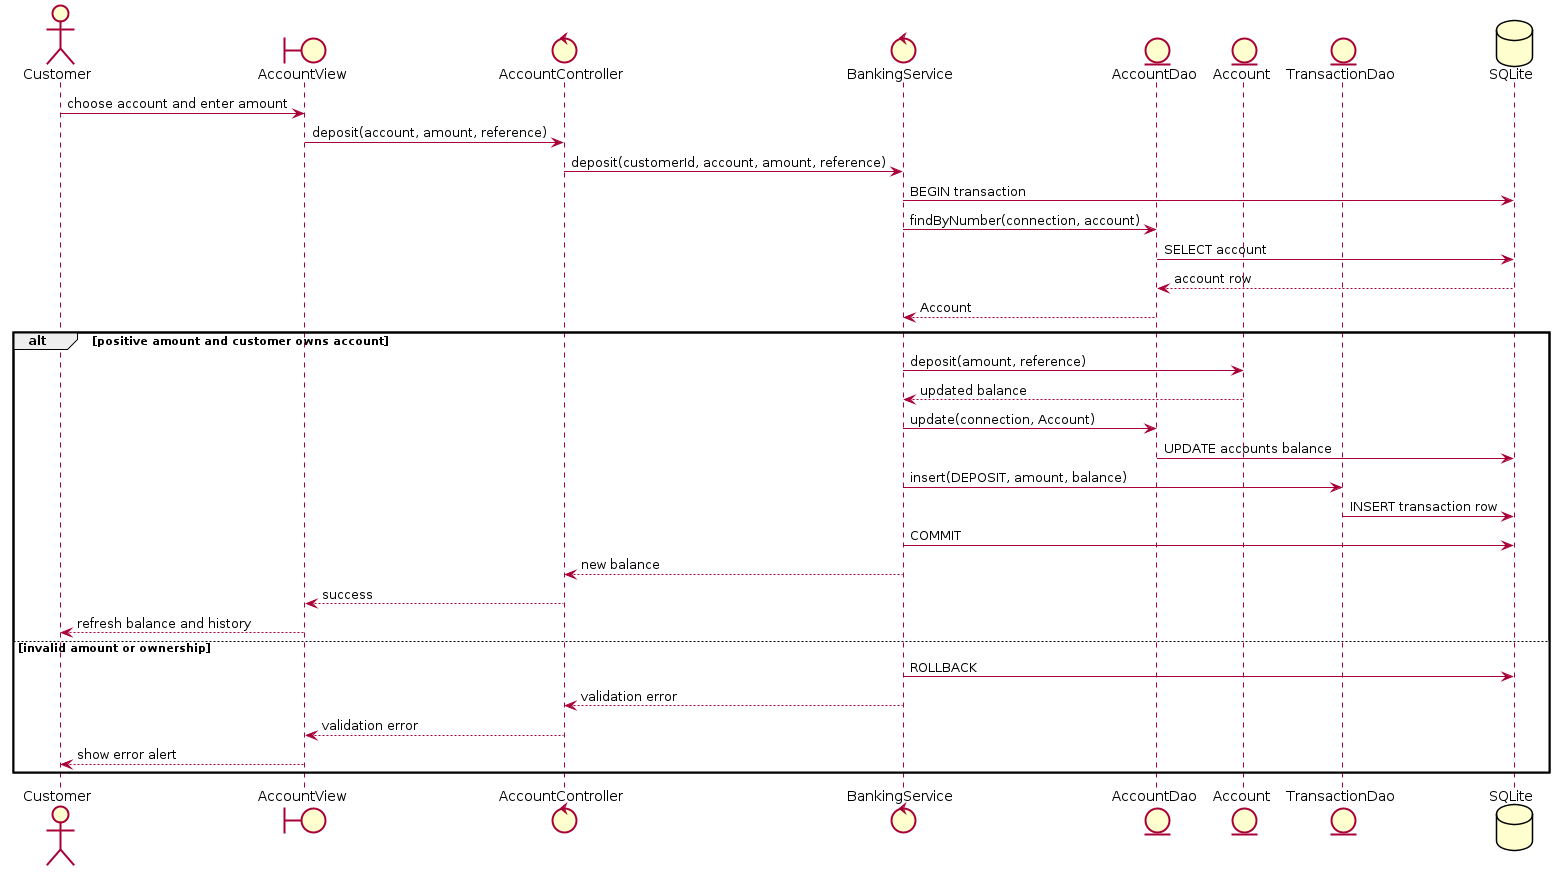 Customer
AccountView
AccountController
BankingService
AccountDao
Account
TransactionDao
SQLite
choose account and enter amount
deposit(account, amount, reference)
deposit(customerId, account, amount, reference)
BEGIN transaction
findByNumber(connection, account)
SELECT account
account row
Account
alt [positive amount and customer owns account]
deposit(amount, reference)
updated balance
update(connection, Account)
UPDATE accounts balance
insert(DEPOSIT, amount, balance)
INSERT transaction row
COMMIT
new balance
success
refresh balance and history
[invalid amount or ownership]
ROLLBACK
validation error
validation error
show error alert
Customer
AccountView
AccountController
BankingService
AccountDao
Account
TransactionDao
SQLite